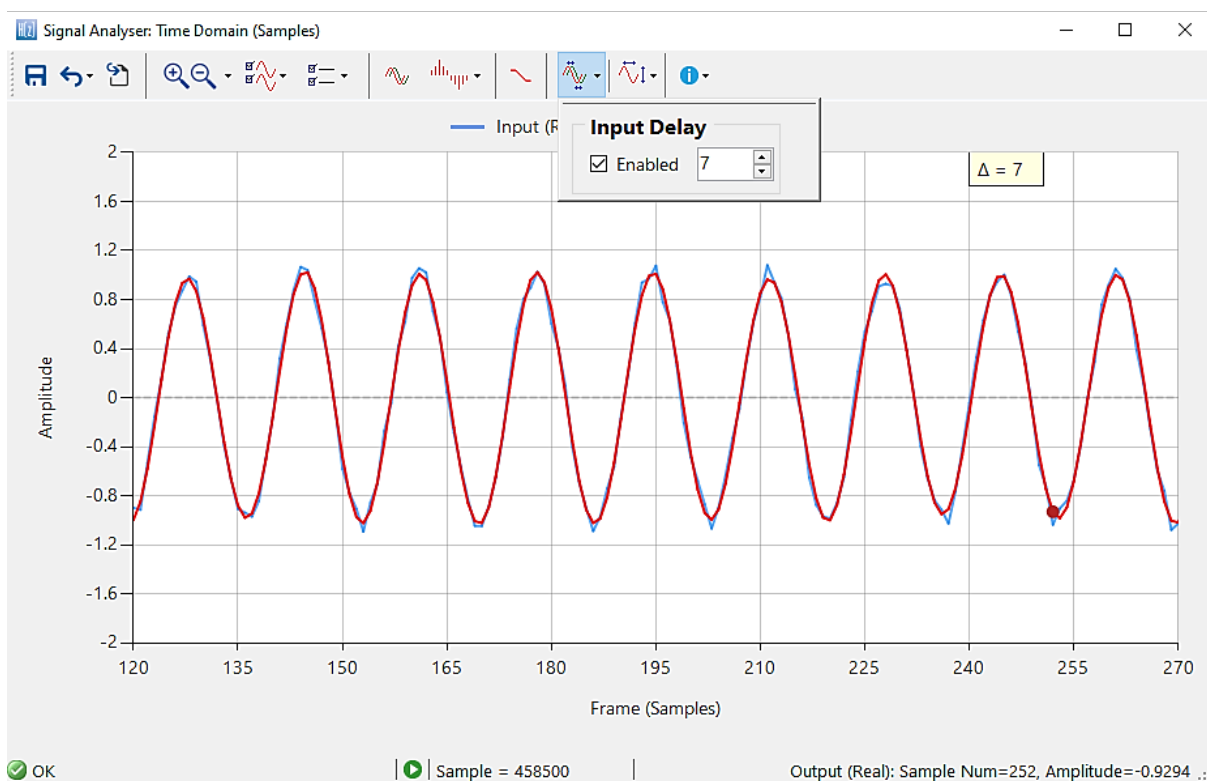 H(z) Signal Analyser: Time Domain (Samples)
Input (R
Input Delay
Enabled 7
Δ = 7
2
1.6
1.2
0.8
0.4
0
-0.4
-0.8
-1.2
-1.6
-2
Amplitude
120 135 150 165 180 195 210 225 240 255 270
Frame (Samples)
OK Sample = 458500 Output (Real): Sample Num=252, Amplitude=-0.9294